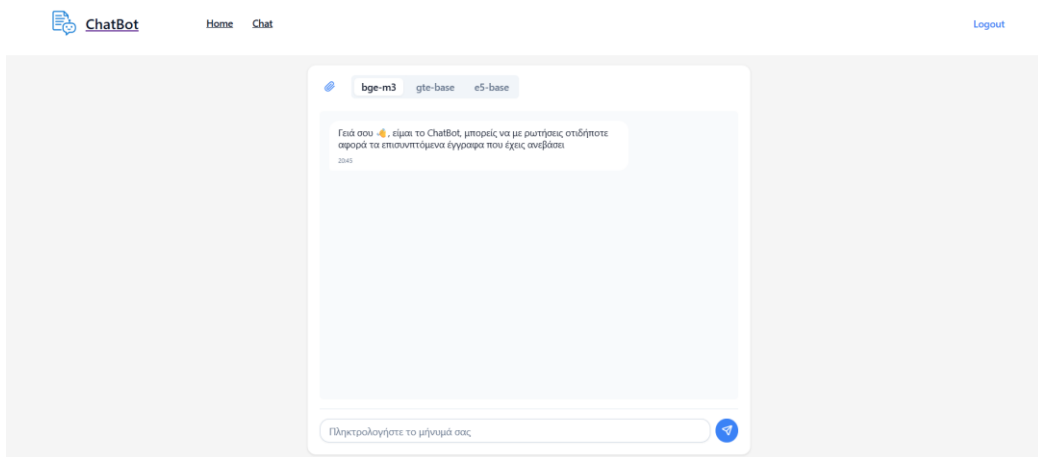 ChatBot
Home
Chat
Logout
bge-m3
gte-base
e5-base
Γειά σου 👋, είμαι το ChatBot, μπορείς να με ρωτήσεις οτιδήποτε
αφορά τα επισυνπτόμενα έγγραφα που έχεις ανεβάσει
20:45
Πληκτρολογήστε το μήνυμά σας